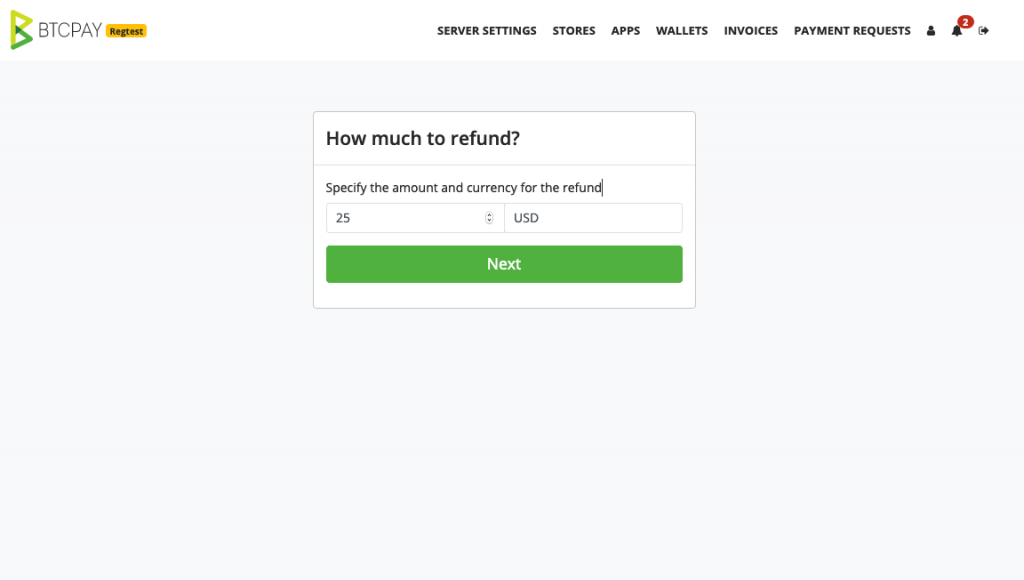 BTCPAY Regtest
SERVER SETTINGS STORES APPS WALLETS INVOICES PAYMENT REQUESTS 2
How much to refund?
Specify the amount and currency for the refund
25 USD
Next